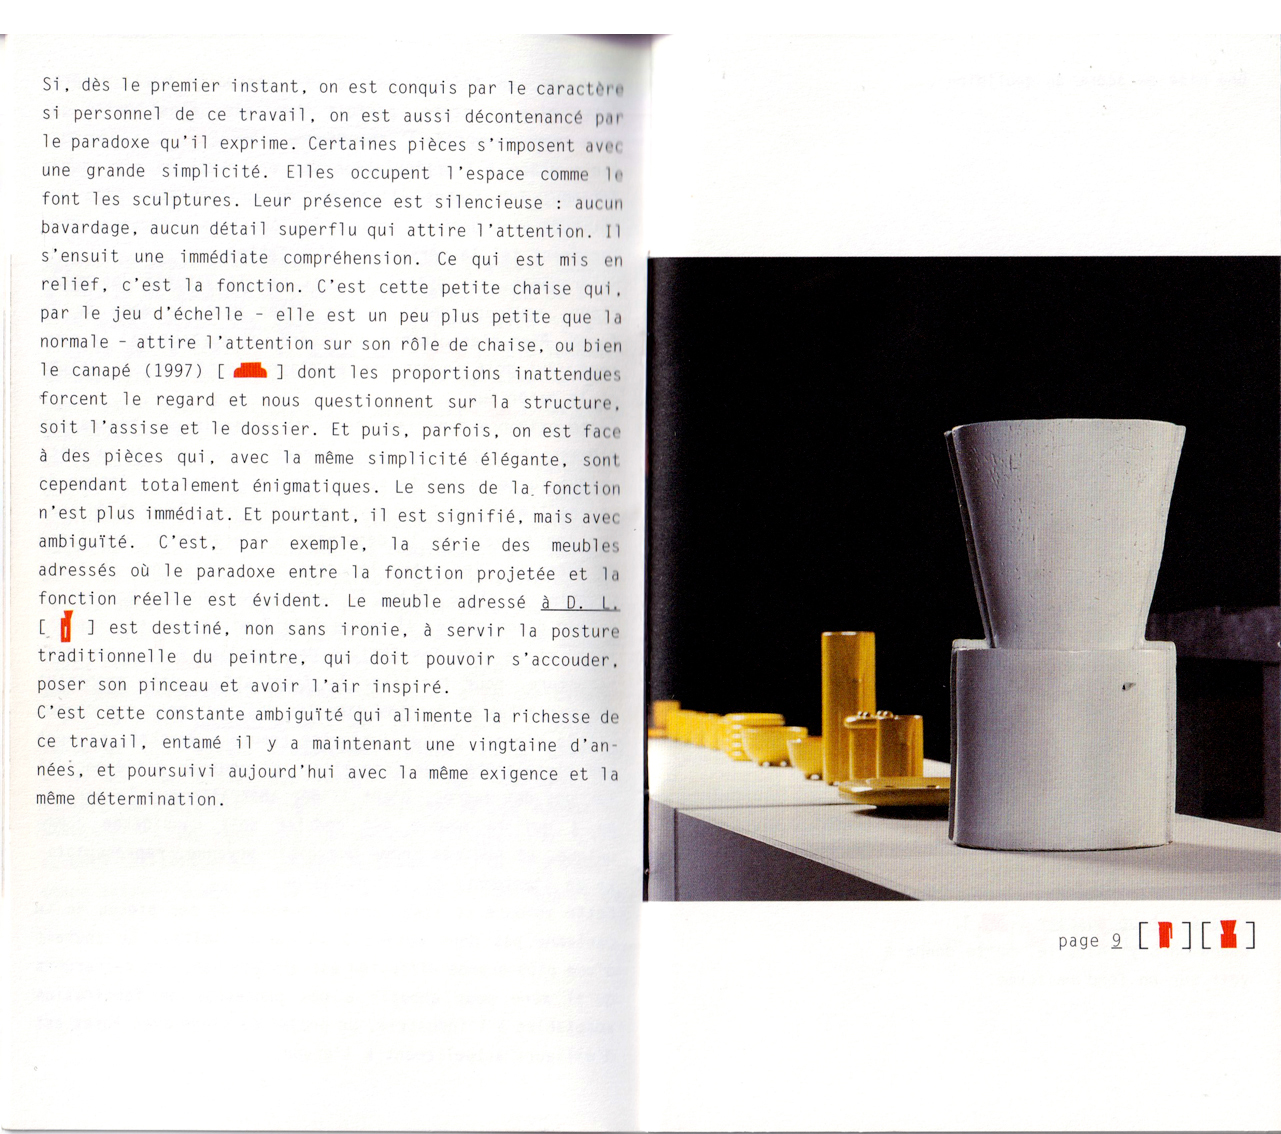 Si, dès le premier instant, on est conquis par le caractère
si personnel de ce travail, on est aussi décontenancé par
le paradoxe qu'il exprime. Certaines pièces s'imposent avec
une grande simplicité. Elles occupent l'espace comme le
font les sculptures. Leur présence est silencieuse : aucun
bavardage, aucun détail superflu qui attire l'attention. Il
s'ensuit une immédiate compréhension. Ce qui est mis en
relief, c'est la fonction. C'est cette petite chaise qui,
par le jeu d'échelle - elle est un peu plus petite que la
normale - attire l'attention sur son rôle de chaise, ou bien
le canapé (1997) [ ] dont les proportions inattendues
forcent le regard et nous questionnent sur la structure,
soit l'assise et le dossier. Et puis, parfois, on est face
à des pièces qui, avec la même simplicité élégante, sont
cependant totalement énigmatiques. Le sens de la fonction
n'est plus immédiat. Et pourtant, il est signifié, mais avec
ambiguïté. C'est, par exemple, la série des meubles
adressés où le paradoxe entre la fonction projetée et la
fonction réelle est évident. Le meuble adressé à D. L.
[ ] est destiné, non sans ironie, à servir la posture
traditionnelle du peintre, qui doit pouvoir s'accouder,
poser son pinceau et avoir l'air inspiré.
C'est cette constante ambiguïté qui alimente la richesse de
ce travail, entamé il y a maintenant une vingtaine d'an-
nées, et poursuivi aujourd'hui avec la même exigence et la
même détermination.
page 9 [ ][ ]